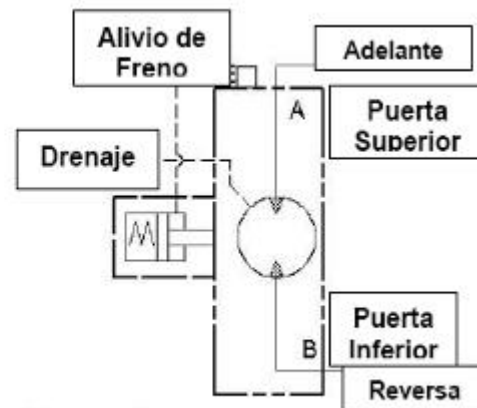 Alivio de
Freno
Adelante
A
Puerta
Superior
Drenaje
Puerta
Inferior
B
Reversa